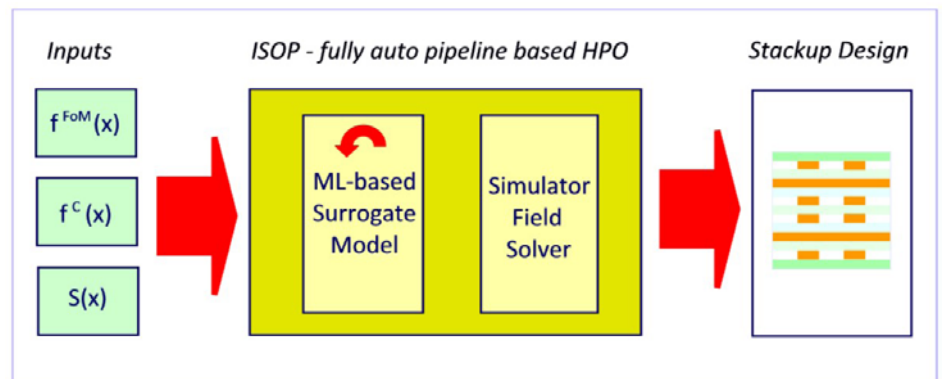 Inputs
ISOP - fully auto pipeline based HPO
Stackup Design
f FoM (x)
f C (x)
S(x)
ML-based
Surrogate
Model
Simulator
Field
Solver